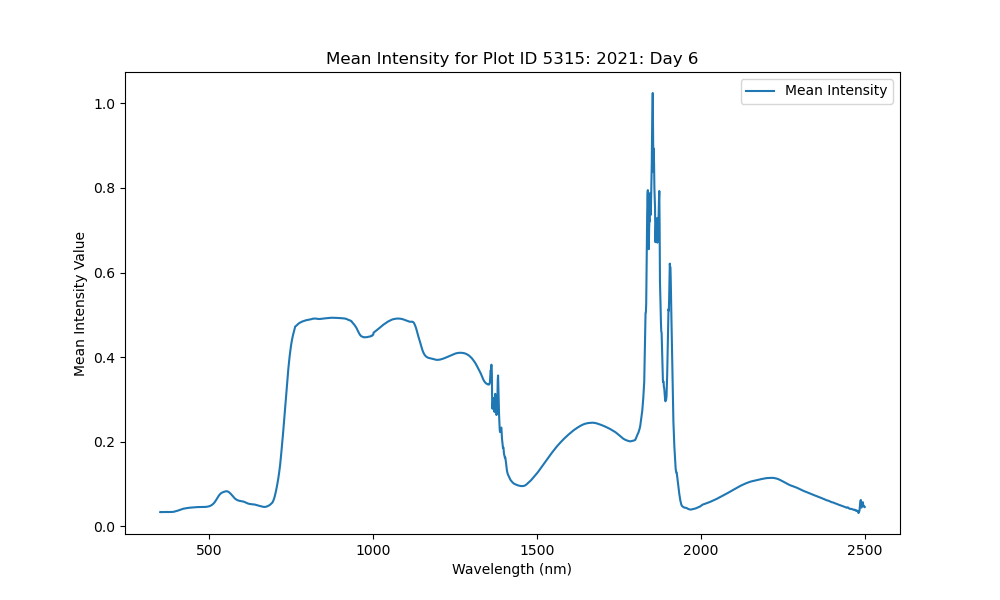 Mean Intensity for Plot ID 5315: 2021: Day 6
Mean Intensity
1.0
0.8
0.6
0.4
0.2
0.0
Mean Intensity Value
500
1000
1500
2000
2500
Wavelength (nm)